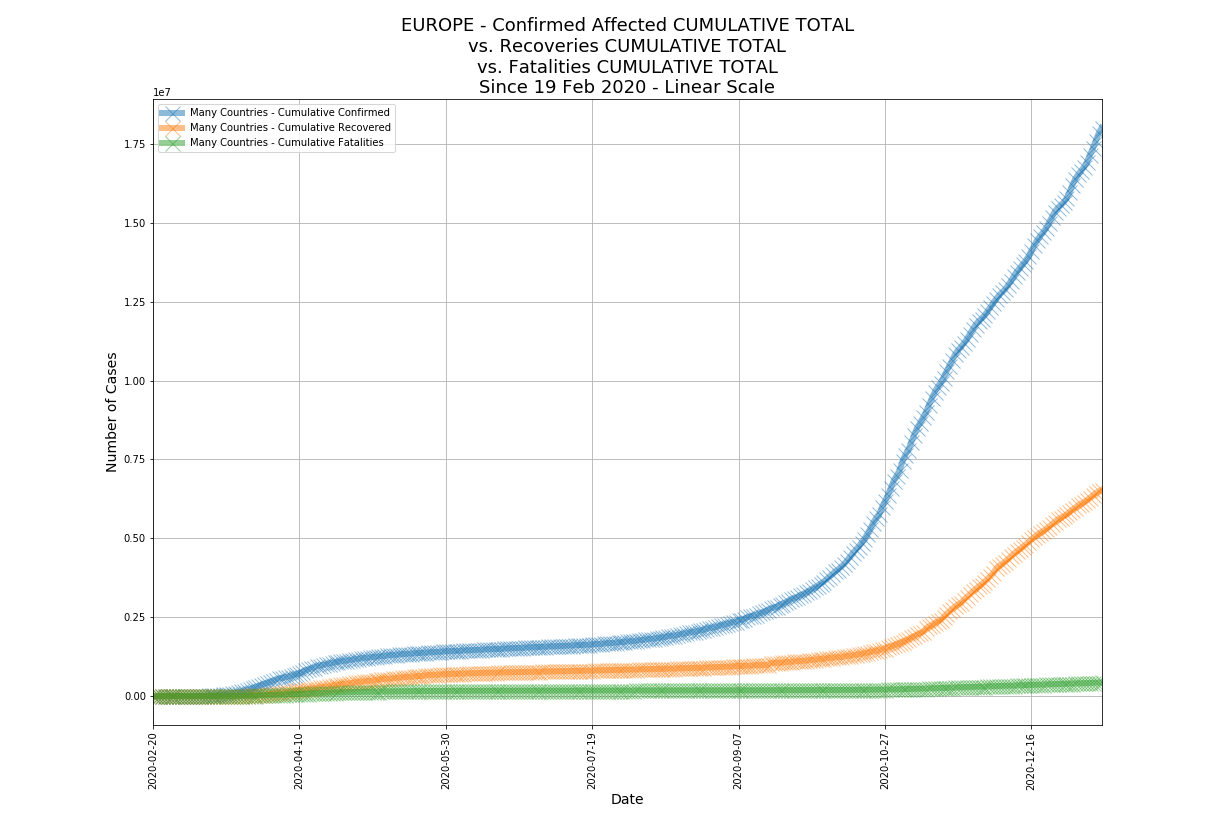 EUROPE - Confirmed Affected CUMULATIVE TOTAL
vs. Recoveries CUMULATIVE TOTAL
vs. Fatalities CUMULATIVE TOTAL
Since 19 Feb 2020 - Linear Scale
1e7
Many Countries - Cumulative Confirmed
Many Countries - Cumulative Recovered
Many Countries - Cumulative Fatalities
1.75
1.50
1.25
1.00
0.75
0.50
0.25
0.00
Number of Cases
2020-02-20
2020-04-10
2020-05-30
2020-07-19
2020-09-07
2020-10-27
2020-12-16
Date